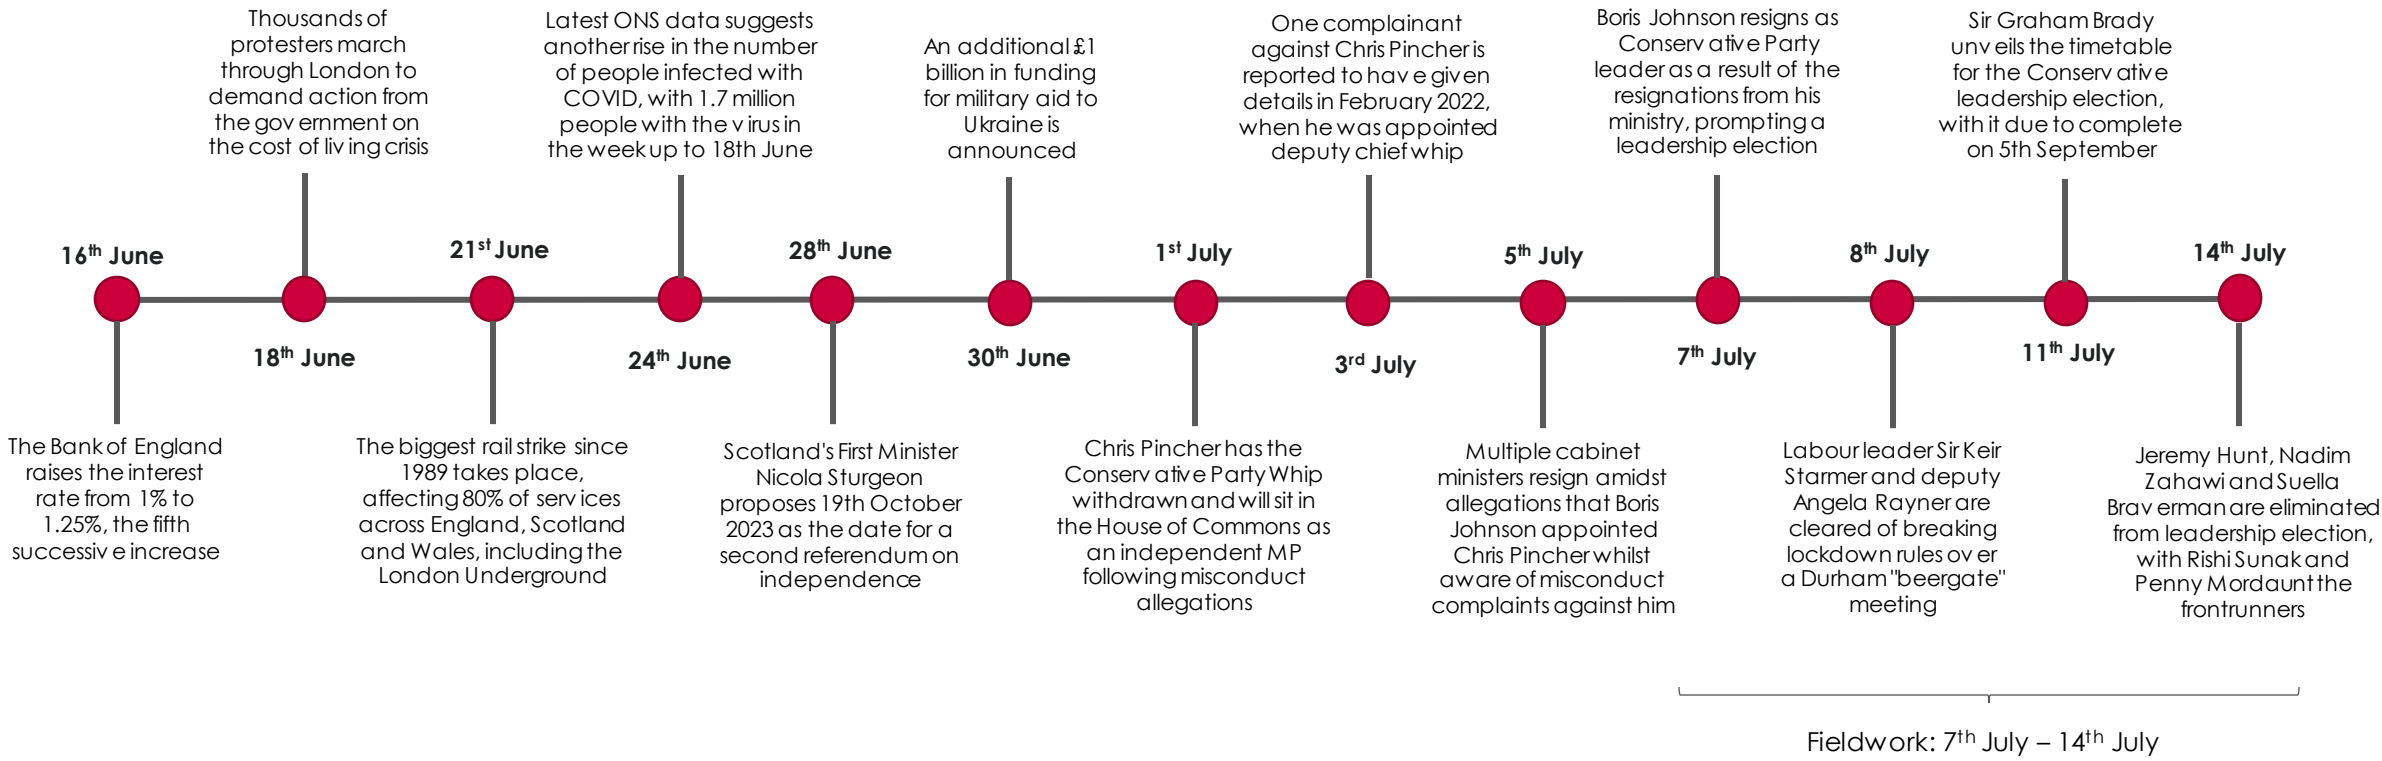 Thousands of
protesters march
through London to
demand action from
the government on
the cost of living crisis
Latest ONS data suggests
another rise in the number
of people infected with
COVID, with 1.7 million
people with the virus in
the week up to 18th June
An additional £1
billion in funding
for military aid to
Ukraine is
announced
One complainant
against Chris Pincher is
reported to have given
details in February 2022,
when he was appointed
deputy chief whip
Boris Johnson resigns as
Conservative Party
leader as a result of the
resignations from his
ministry, prompting a
leadership election
Sir Graham Brady
unveils the timetable
for the Conservative
leadership election,
with it due to complete
on 5th September
16th June
21st June
28th June
1st July
5th July
8th July
14th July
18th June
24th June
30th June
3rd July
7th July
11th July
The Bank of England
raises the interest
rate from 1% to
1.25%, the fifth
successive increase
The biggest rail strike since
1989 takes place,
affecting 80% of services
across England, Scotland
and Wales, including the
London Underground
Scotland's First Minister
Nicola Sturgeon
proposes 19th October
2023 as the date for a
second referendum on
independence
Chris Pincher has the
Conservative Party Whip
withdrawn and will sit in
the House of Commons as
an independent MP
following misconduct
allegations
Multiple cabinet
ministers resign amidst
allegations that Boris
Johnson appointed
Chris Pincher whilst
aware of misconduct
complaints against him
Labour leader Sir Keir
Starmer and deputy
Angela Rayner are
cleared of breaking
lockdown rules over
a Durham "beergate"
meeting
Jeremy Hunt, Nadim
Zahawi and Suella
Braverman are eliminated
from leadership election,
with Rishi Sunak and
Penny Mordaunt the
frontrunners
Fieldwork: 7th July – 14th July